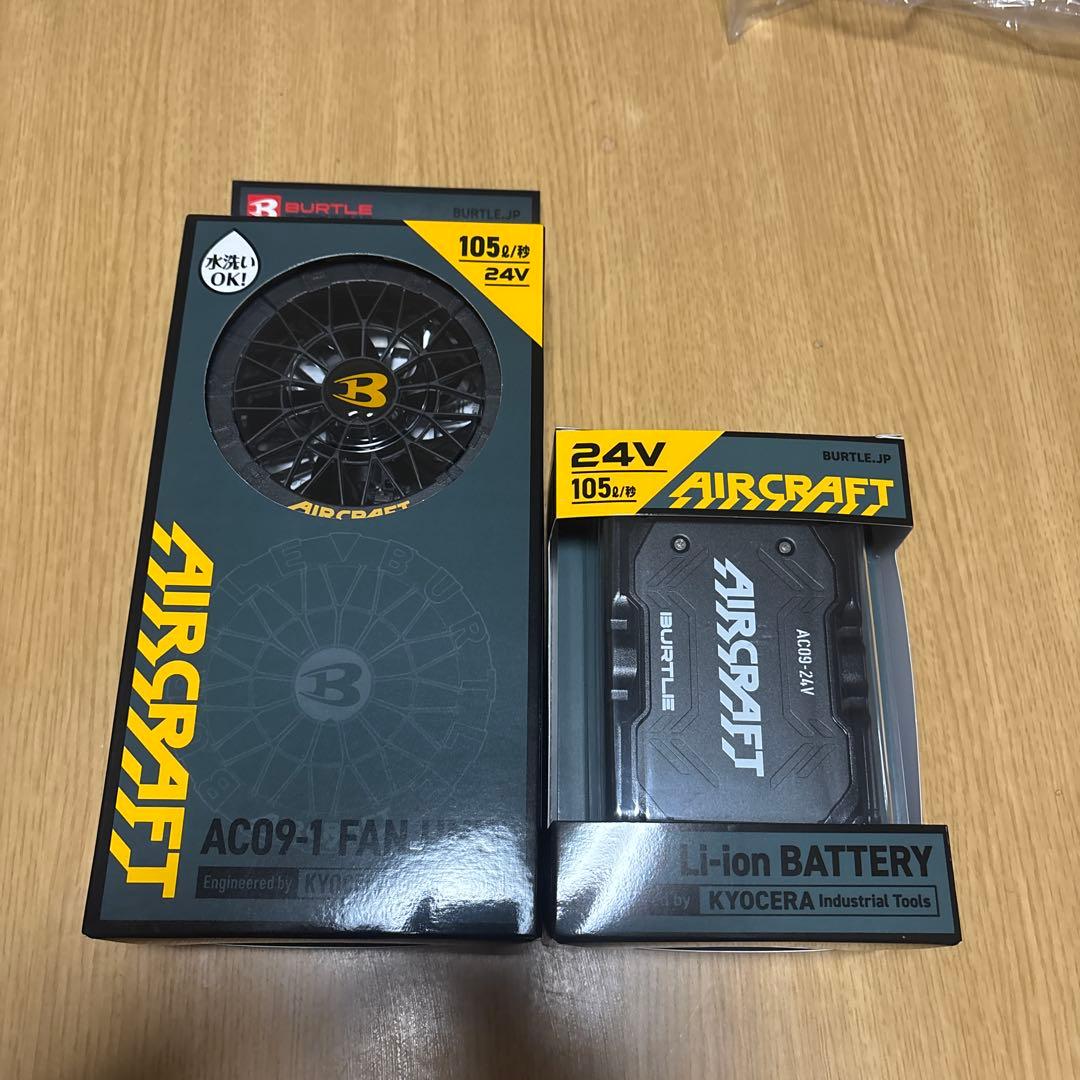 BURTLE
BURTLE.JP
水洗い
OK!
105ℓ/秒
24V
B
AIRCRAFT
AIRCRAFT
B
AC09-1 FAN
Engineered by
24V
105ℓ/秒
BURTLE.JP
AIRCRAFT
AIRCRAFT
BURTLE
AC09-24V
Li-ion BATTERY
by KYOCERA Industrial Tools